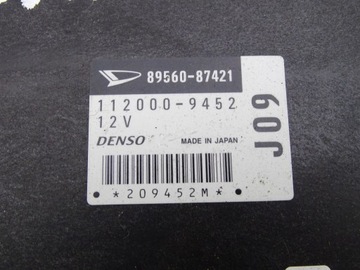 89560-87421
112000-9452
12V
DENSO MADE IN JAPAN
*209452M*
J09